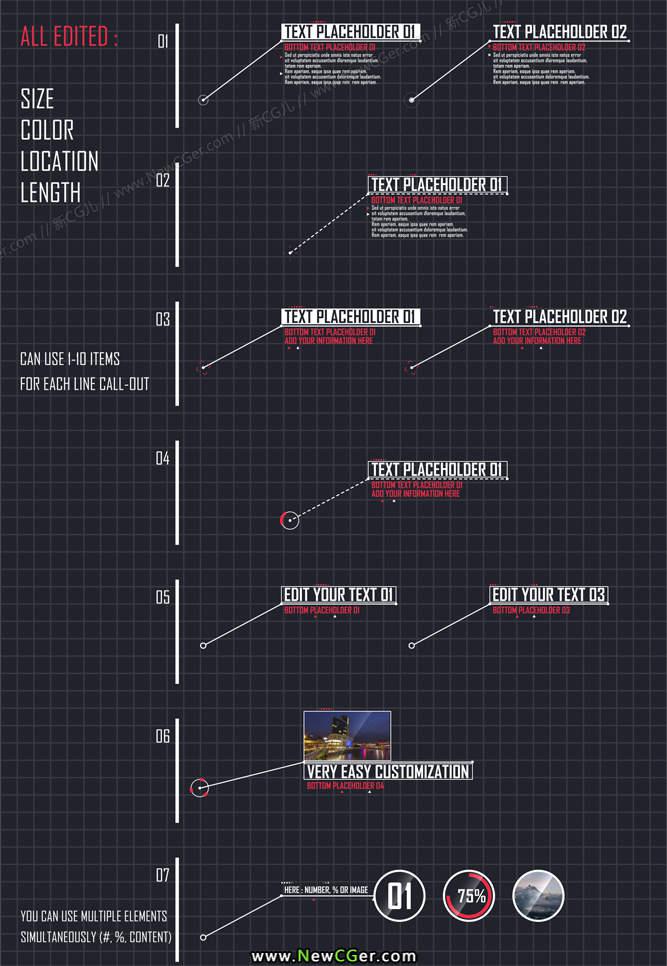 ALL EDITED :
SIZE
COLOR
LOCATION
LENGTH
01
TEXT PLACEHOLDER 01
BOTTOM TEXT PLACEHOLDER 01
Sed ut perspiciatis unde omnis iste natus error
sit voluptatem accusantium doloremque laudantium,
totam rem aperiam.
Rem aperiam, eaque ipsa quae rem aperiam.
sit voluptatem accusantium doloremque laudantium.
Rem aperiam, eaque ipsa quae rem aperiam.
TEXT PLACEHOLDER 02
BOTTOM TEXT PLACEHOLDER 02
Sed ut perspiciatis unde omnis iste natus error
sit voluptatem accusantium doloremque laudantium,
totam rem aperiam.
Rem aperiam, eaque ipsa quae rem aperiam.
sit voluptatem accusantium doloremque laudantium.
Rem aperiam, eaque ipsa quae rem aperiam.
www.NewCGer.com // 新CG儿 // www.NewCGer.com // 新CG儿 //
02
TEXT PLACEHOLDER 01
BOTTOM TEXT PLACEHOLDER 01
Sed ut perspiciatis unde omnis iste natus error
sit voluptatem accusantium doloremque laudantium,
totam rem aperiam.
Rem aperiam, eaque ipsa quae rem aperiam.
sit voluptatem accusantium doloremque laudantium.
Rem aperiam, eaque ipsa quae rem aperiam.
03
TEXT PLACEHOLDER 01
BOTTOM TEXT PLACEHOLDER 01
ADD YOUR INFORMATION HERE
TEXT PLACEHOLDER 02
BOTTOM TEXT PLACEHOLDER 02
ADD YOUR INFORMATION HERE
CAN USE 1-10 ITEMS
FOR EACH LINE CALL-OUT
04
TEXT PLACEHOLDER 01
BOTTOM TEXT PLACEHOLDER 01
ADD YOUR INFORMATION HERE
05
EDIT YOUR TEXT 01
BOTTOM PLACEHOLDER 01
EDIT YOUR TEXT 03
BOTTOM PLACEHOLDER 03
06
VERY EASY CUSTOMIZATION
BOTTOM PLACEHOLDER 04
07
HERE : NUMBER, % OR IMAGE
01
75%
YOU CAN USE MULTIPLE ELEMENTS
SIMULTANEOUSLY (#, %, CONTENT)
www.NewCGer.com